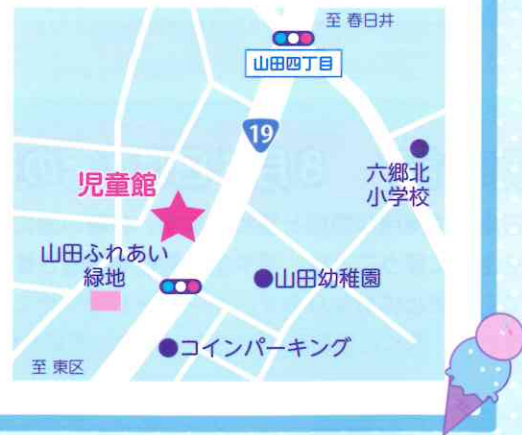 至 春日井
山田四丁目
19
六郷北
小学校
児童館
山田ふれあい
緑地
山田幼稚園
コインパーキング
至 東区